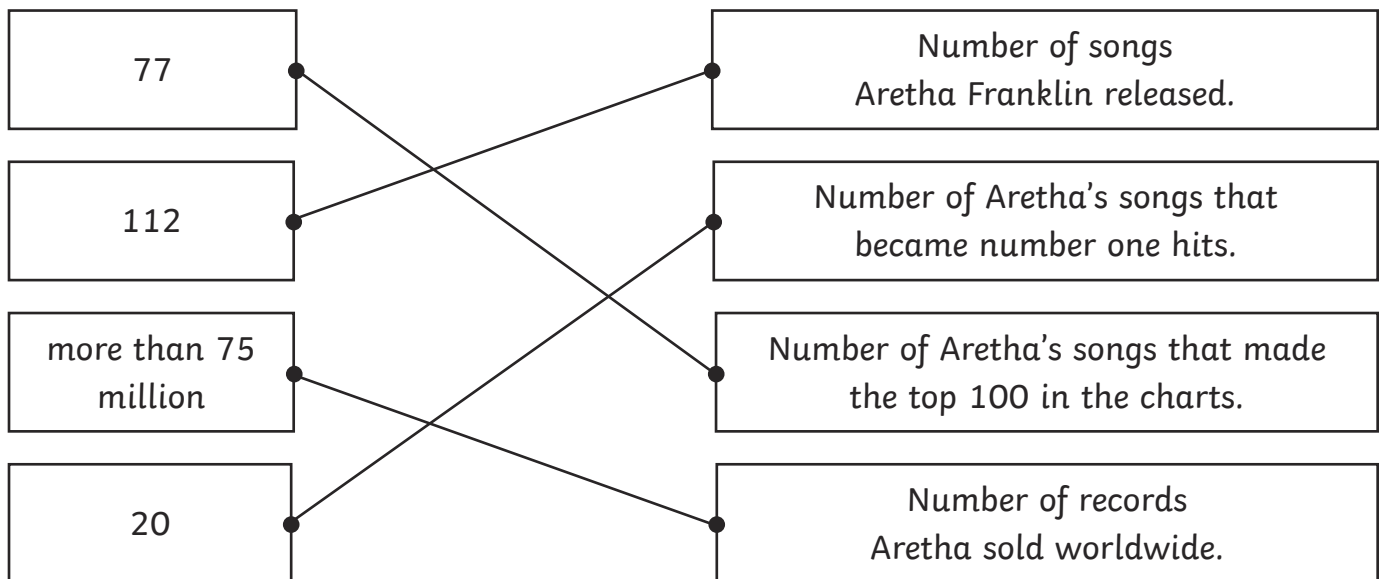 77
Number of songs
Aretha Franklin released.
112
Number of Aretha’s songs that
became number one hits.
more than 75
million
Number of Aretha’s songs that made
the top 100 in the charts.
20
Number of records
Aretha sold worldwide.